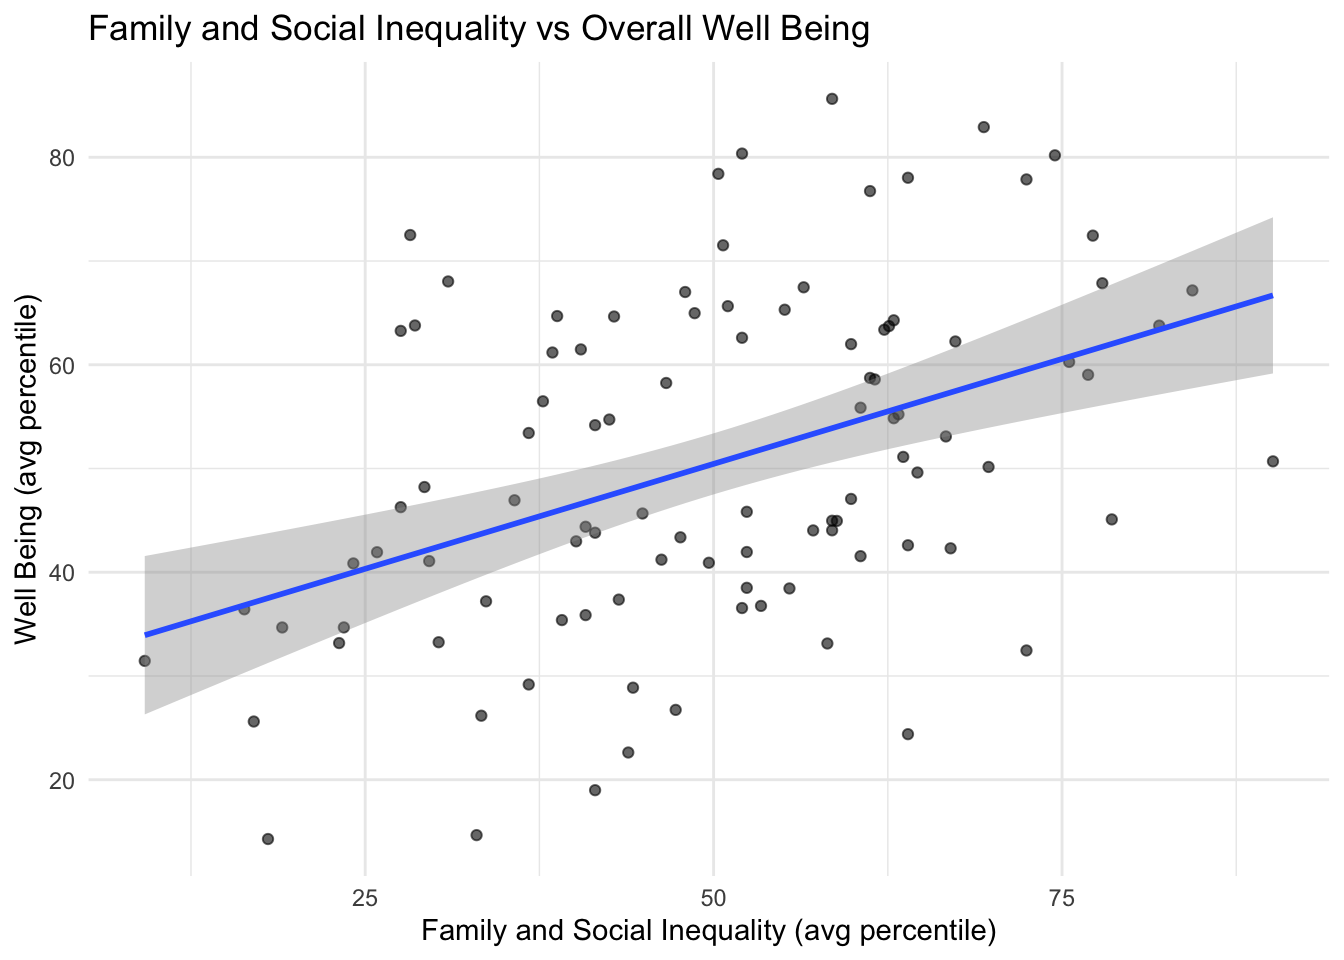 Family and Social Inequality vs Overall Well Being
80
60
40
20
Well Being (avg percentile)
25 50 75
Family and Social Inequality (avg percentile)